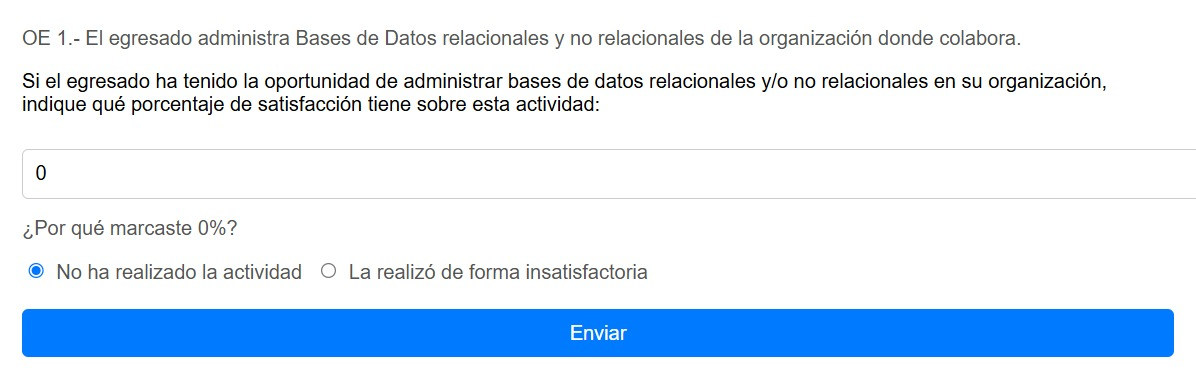 OE 1.- El egresado administra Bases de Datos relacionales y no relacionales de la organización donde colabora.
Si el egresado ha tenido la oportunidad de administrar bases de datos relacionales y/o no relacionales en su organización,
indique qué porcentaje de satisfacción tiene sobre esta actividad:
0
¿Por qué marcaste 0%?
No ha realizado la actividad La realizó de forma insatisfactoria
Enviar